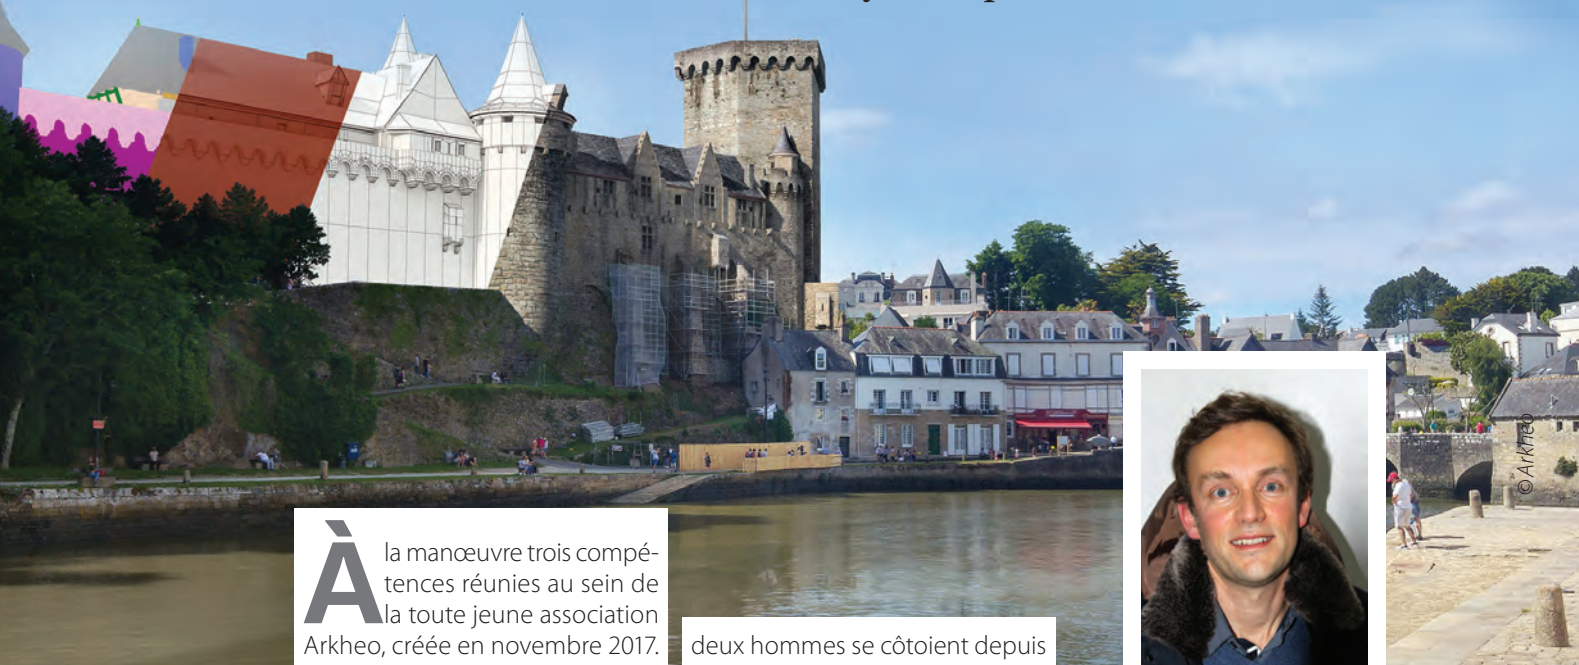 À la manœuvre trois compé-
tences réunies au sein de
la toute jeune association
Arkheo, créée en novembre 2017.
deux hommes se côtoient depuis
© Arkheo